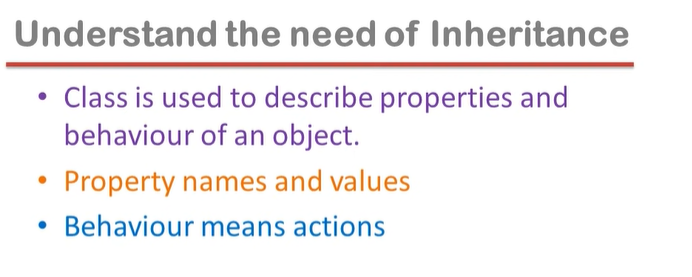 Understand the need of Inheritance
• Class is used to describe properties and
behaviour of an object.
• Property names and values
• Behaviour means actions